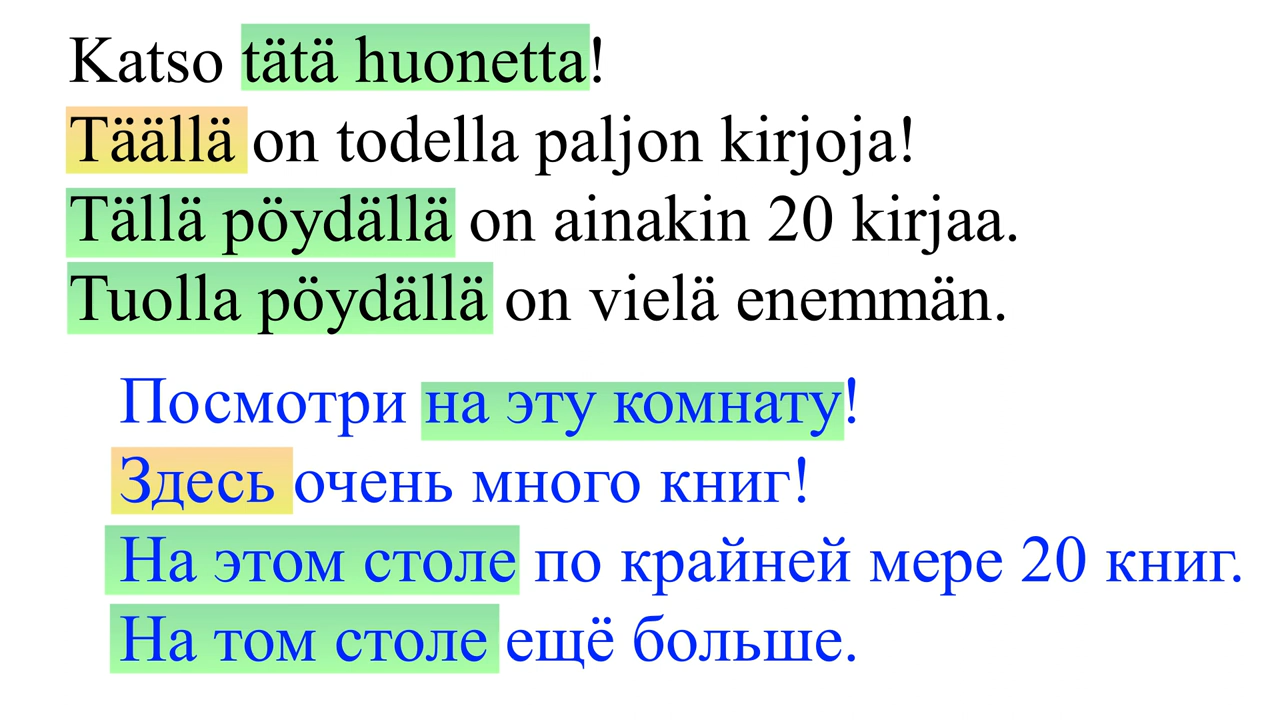 Katso tätä huonetta!
Täällä on todella paljon kirjoja!
Tällä pöydällä on ainakin 20 kirjaa.
Tuolla pöydällä on vielä enemmän.
Посмотри на эту комнату!
Здесь очень много книг!
На этом столе по крайней мере 20 книг.
На том столе ещё больше.